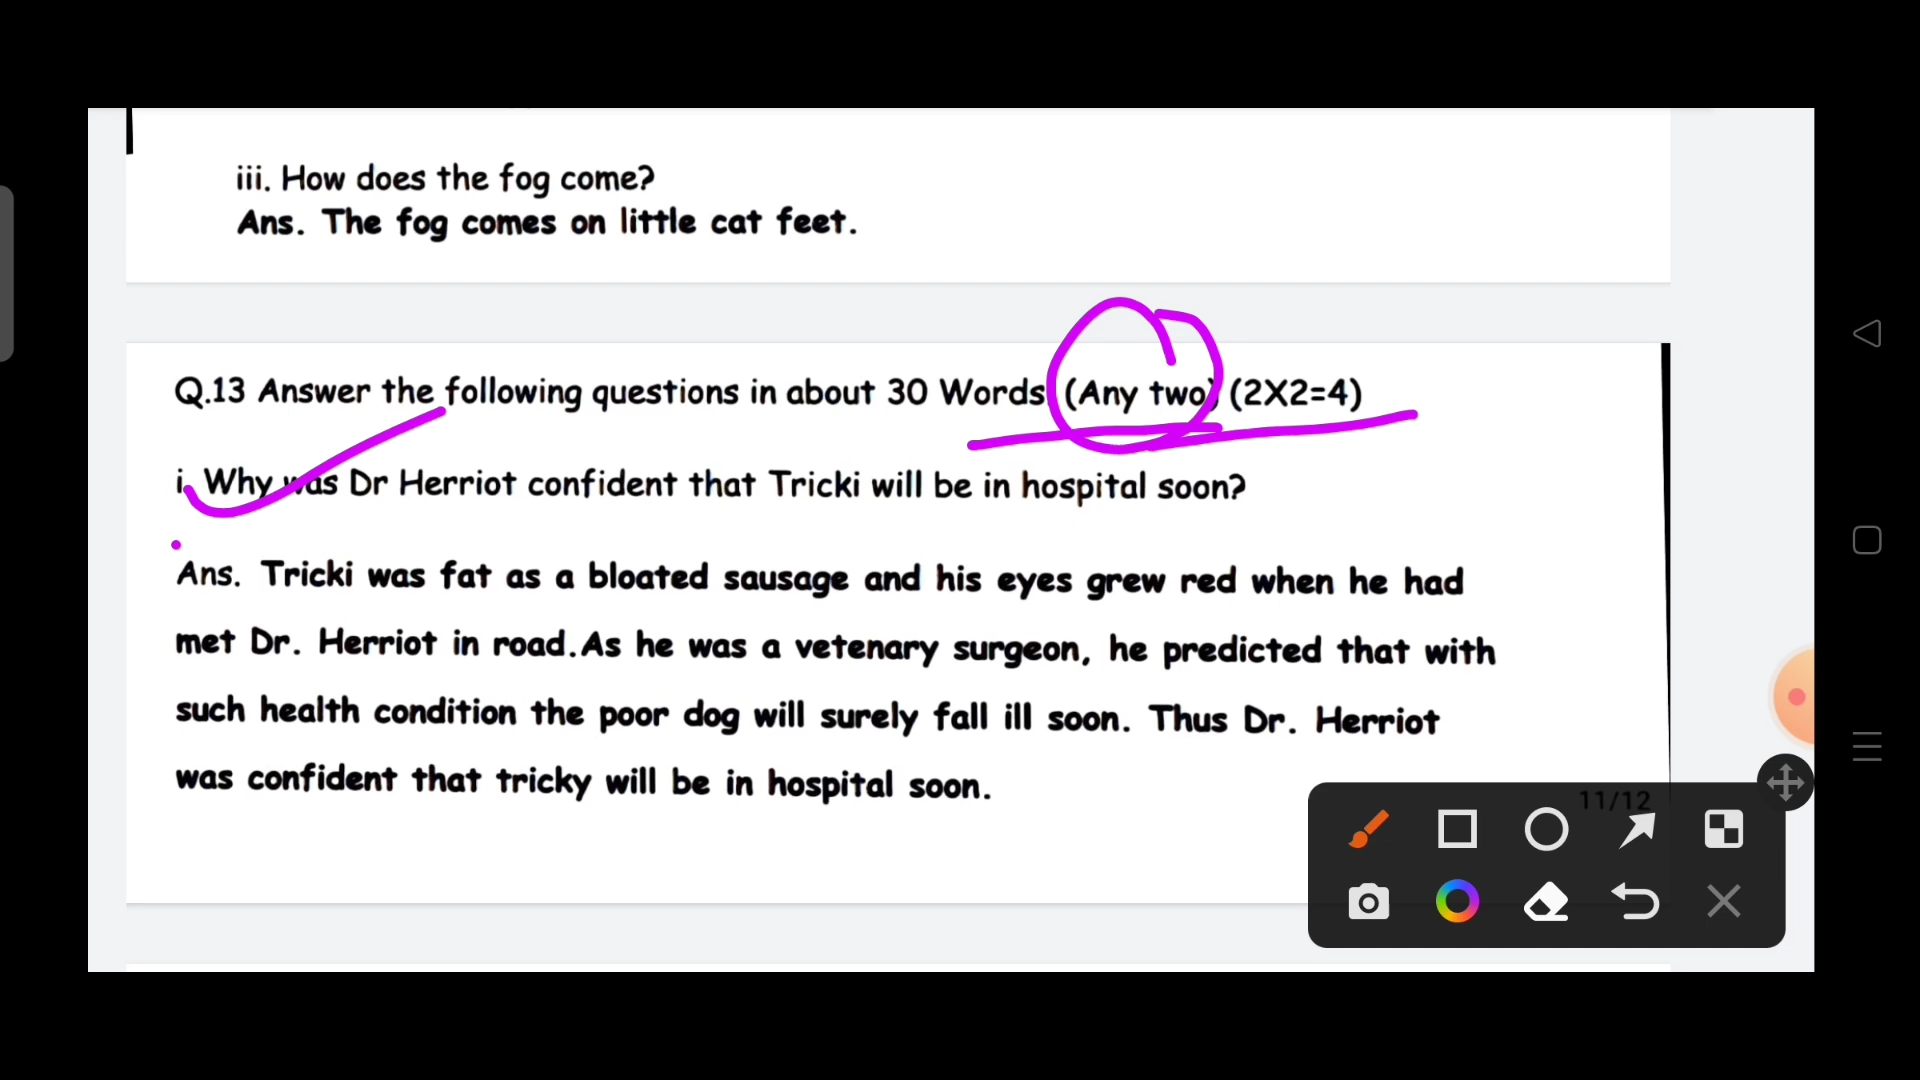 iii. How does the fog come?
Ans. The fog comes on little cat feet.
Q.13 Answer the following questions in about 30 Words (Any two) (2X2=4)
i. Why was Dr Herriot confident that Tricki will be in hospital soon?
Ans. Tricki was fat as a bloated sausage and his eyes grew red when he had
met Dr. Herriot in road.As he was a vetenary surgeon, he predicted that with
such health condition the poor dog will surely fall ill soon. Thus Dr. Herriot
was confident that tricky will be in hospital soon.
11/12